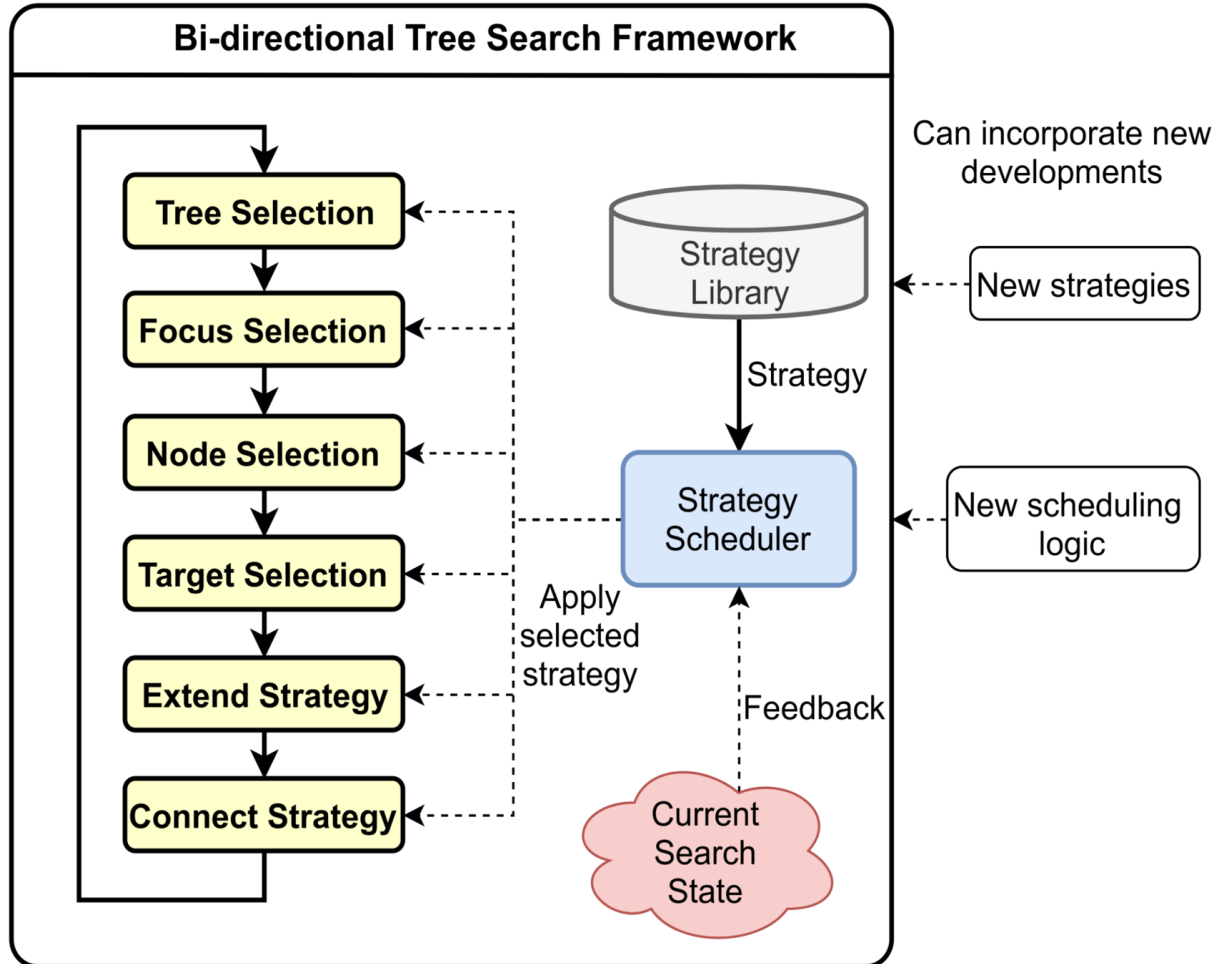 Bi-directional Tree Search Framework
Tree Selection
Focus Selection
Node Selection
Target Selection
Extend Strategy
Connect Strategy
Apply
selected
strategy
Strategy
Library
Strategy
Strategy
Scheduler
Feedback
Current
Search
State
Can incorporate new
developments
New strategies
New scheduling
logic